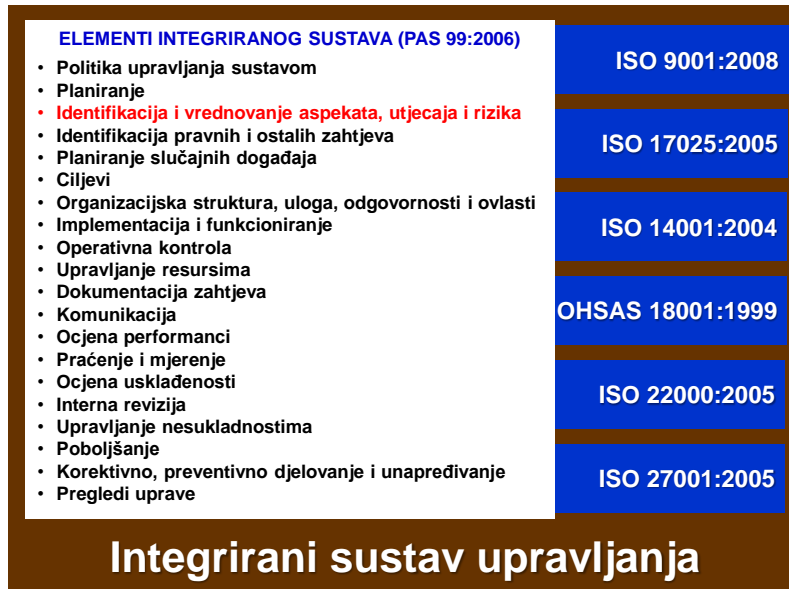 ELEMENTI INTEGRIRANOG SUSTAVA (PAS 99:2006)
• Politika upravljanja sustavom
• Planiranje
• Identifikacija i vrednovanje aspekata, utjecaja i rizika
• Identifikacija pravnih i ostalih zahtjeva
• Planiranje slučajnih događaja
• Ciljevi
• Organizacijska struktura, uloga, odgovornosti i ovlasti
• Implementacija i funkcioniranje
• Operativna kontrola
• Upravljanje resursima
• Dokumentacija zahtjeva
• Komunikacija
• Ocjena performanci
• Praćenje i mjerenje
• Ocjena usklađenosti
• Interna revizija
• Upravljanje nesukladnostima
• Poboljšanje
• Korektivno, preventivno djelovanje i unapređivanje
• Pregledi uprave
ISO 9001:2008
ISO 17025:2005
ISO 14001:2004
OHSAS 18001:1999
ISO 22000:2005
ISO 27001:2005
Integrirani sustav upravljanja